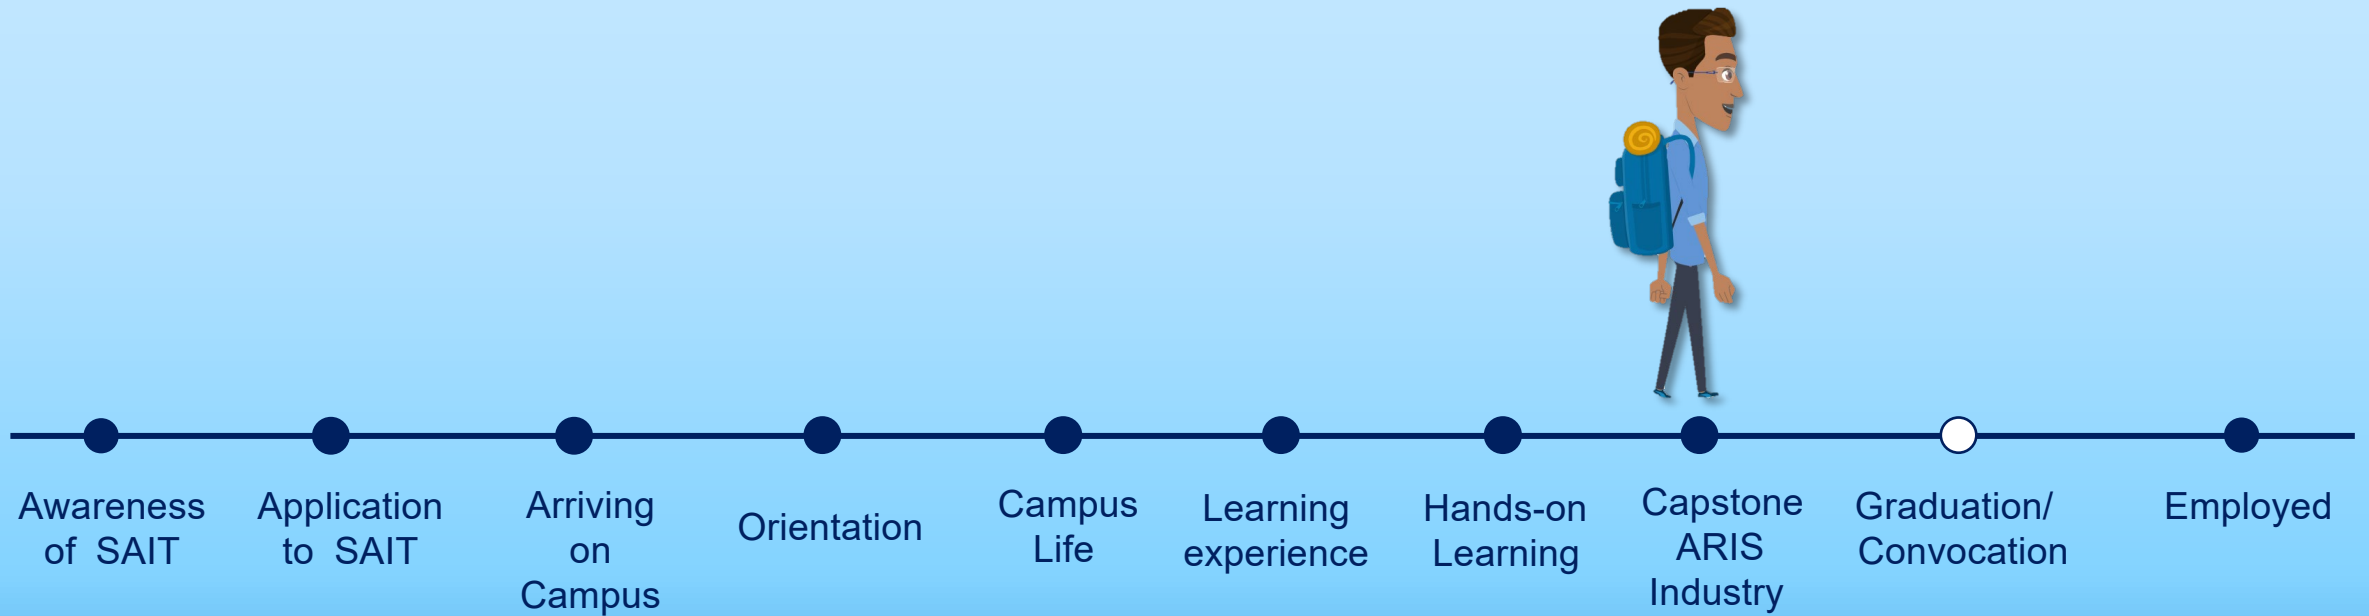 Awareness
of SAIT
Application
to SAIT
Arriving
on
Campus
Orientation
Campus
Life
Learning
experience
Hands-on
Learning
Capstone
ARIS
Industry
Graduation/
Convocation
Employed